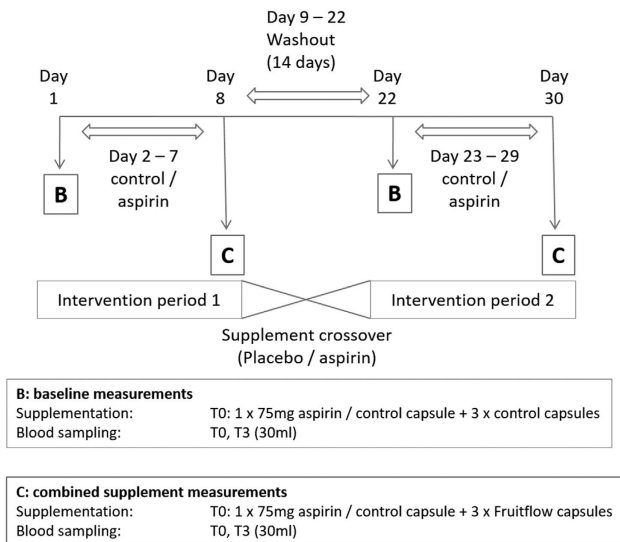 Day 9 – 22
Washout
(14 days)
Day
1
Day
8
Day
22
Day
30
Day 2 – 7
control /
aspirin
Day 23 – 29
control /
aspirin
B
B
C
C
Intervention period 1
Intervention period 2
Supplement crossover
(Placebo / aspirin)
B: baseline measurements
Supplementation: T0: 1 x 75mg aspirin / control capsule + 3 x control capsules
Blood sampling: T0, T3 (30ml)
C: combined supplement measurements
Supplementation: T0: 1 x 75mg aspirin / control capsule + 3 x Fruitflow capsules
Blood sampling: T0, T3 (30ml)